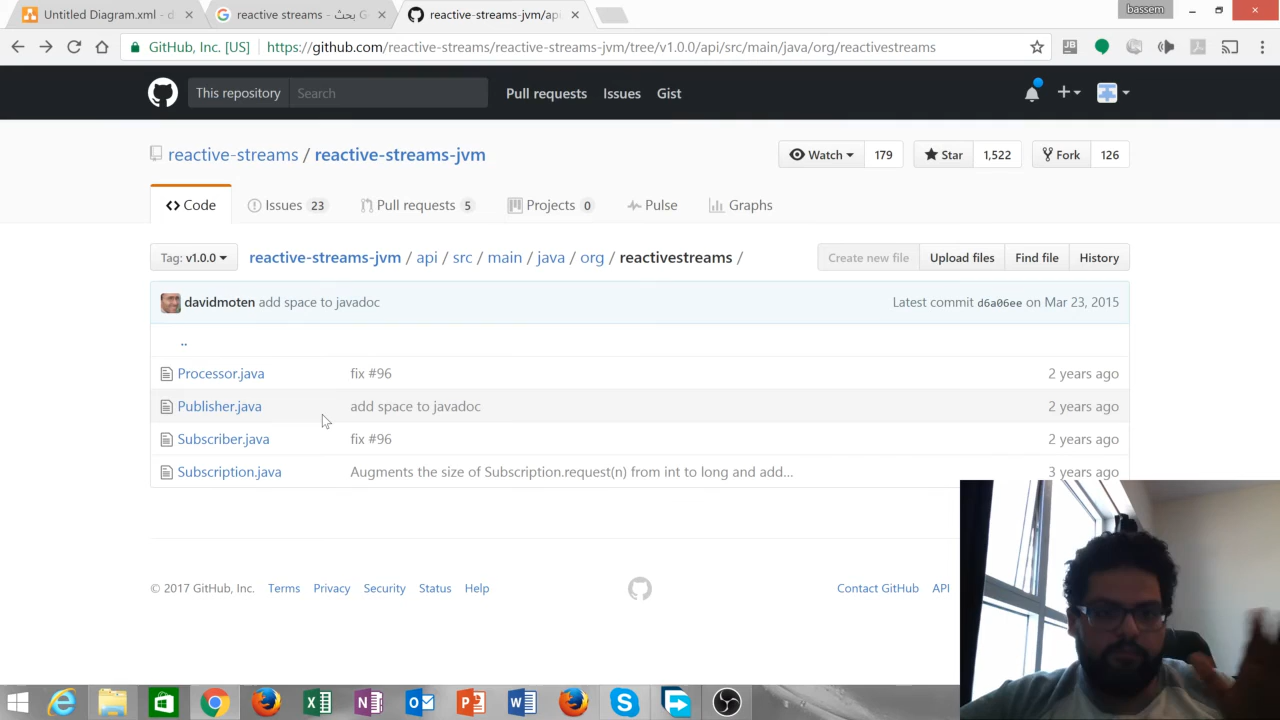 Untitled Diagram.xml - d
reactive streams - بحث G
reactive-streams-jvm/api
bassem
GitHub, Inc. [US]
https://github.com/reactive-streams/reactive-streams-jvm/tree/v1.0.0/api/src/main/java/org/reactivestreams
This repository
Search
Pull requests
Issues
Gist
reactive-streams / reactive-streams-jvm
Watch
179
Star
1,522
Fork
126
Code
Issues 23
Pull requests 5
Projects 0
Pulse
Graphs
Tag: v1.0.0
reactive-streams-jvm / api / src / main / java / org / reactivestreams /
Create new file
Upload files
Find file
History
davidmoten add space to javadoc
Latest commit d6a06ee on Mar 23, 2015
..
Processor.java fix #96 2 years ago
Publisher.java add space to javadoc 2 years ago
Subscriber.java fix #96 2 years ago
Subscription.java Augments the size of Subscription.request(n) from int to long and add… 3 years ago
© 2017 GitHub, Inc. Terms Privacy Security Status Help
Contact GitHub API